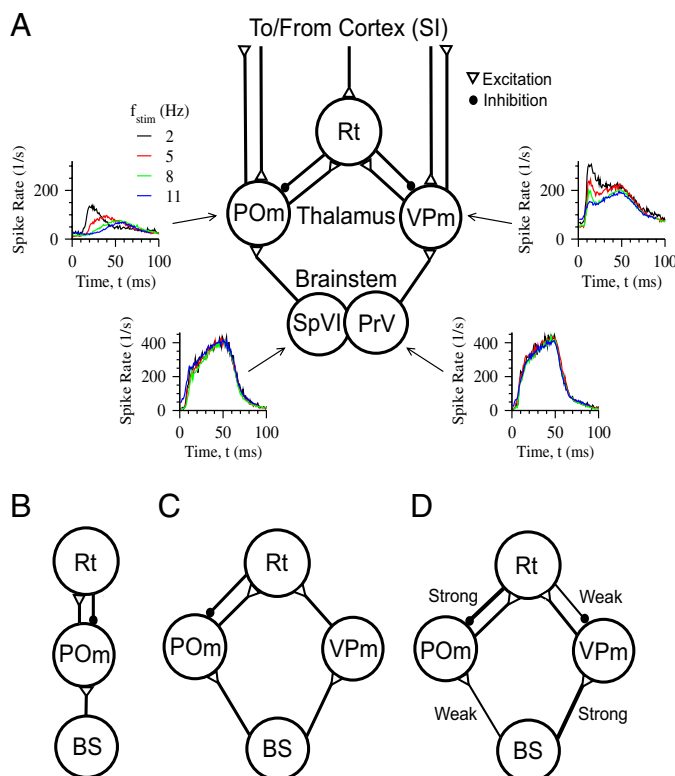 A
To/From Cortex (SI)
Excitation
Inhibition
f_stim (Hz)
2
5
8
11
Rt
POm
Thalamus
VPm
Brainstem
SpVI
PrV
Spike Rate (1/s)
200
0
0 50 100
Time, t (ms)
Spike Rate (1/s)
200
0
0 50 100
Time, t (ms)
Spike Rate (1/s)
400
200
0
0 50 100
Time, t (ms)
Spike Rate (1/s)
400
200
0
0 50 100
Time, t (ms)
B
Rt
POm
BS
C
Rt
POm
VPm
BS
D
Rt
Strong
Weak
POm
VPm
Weak
Strong
BS